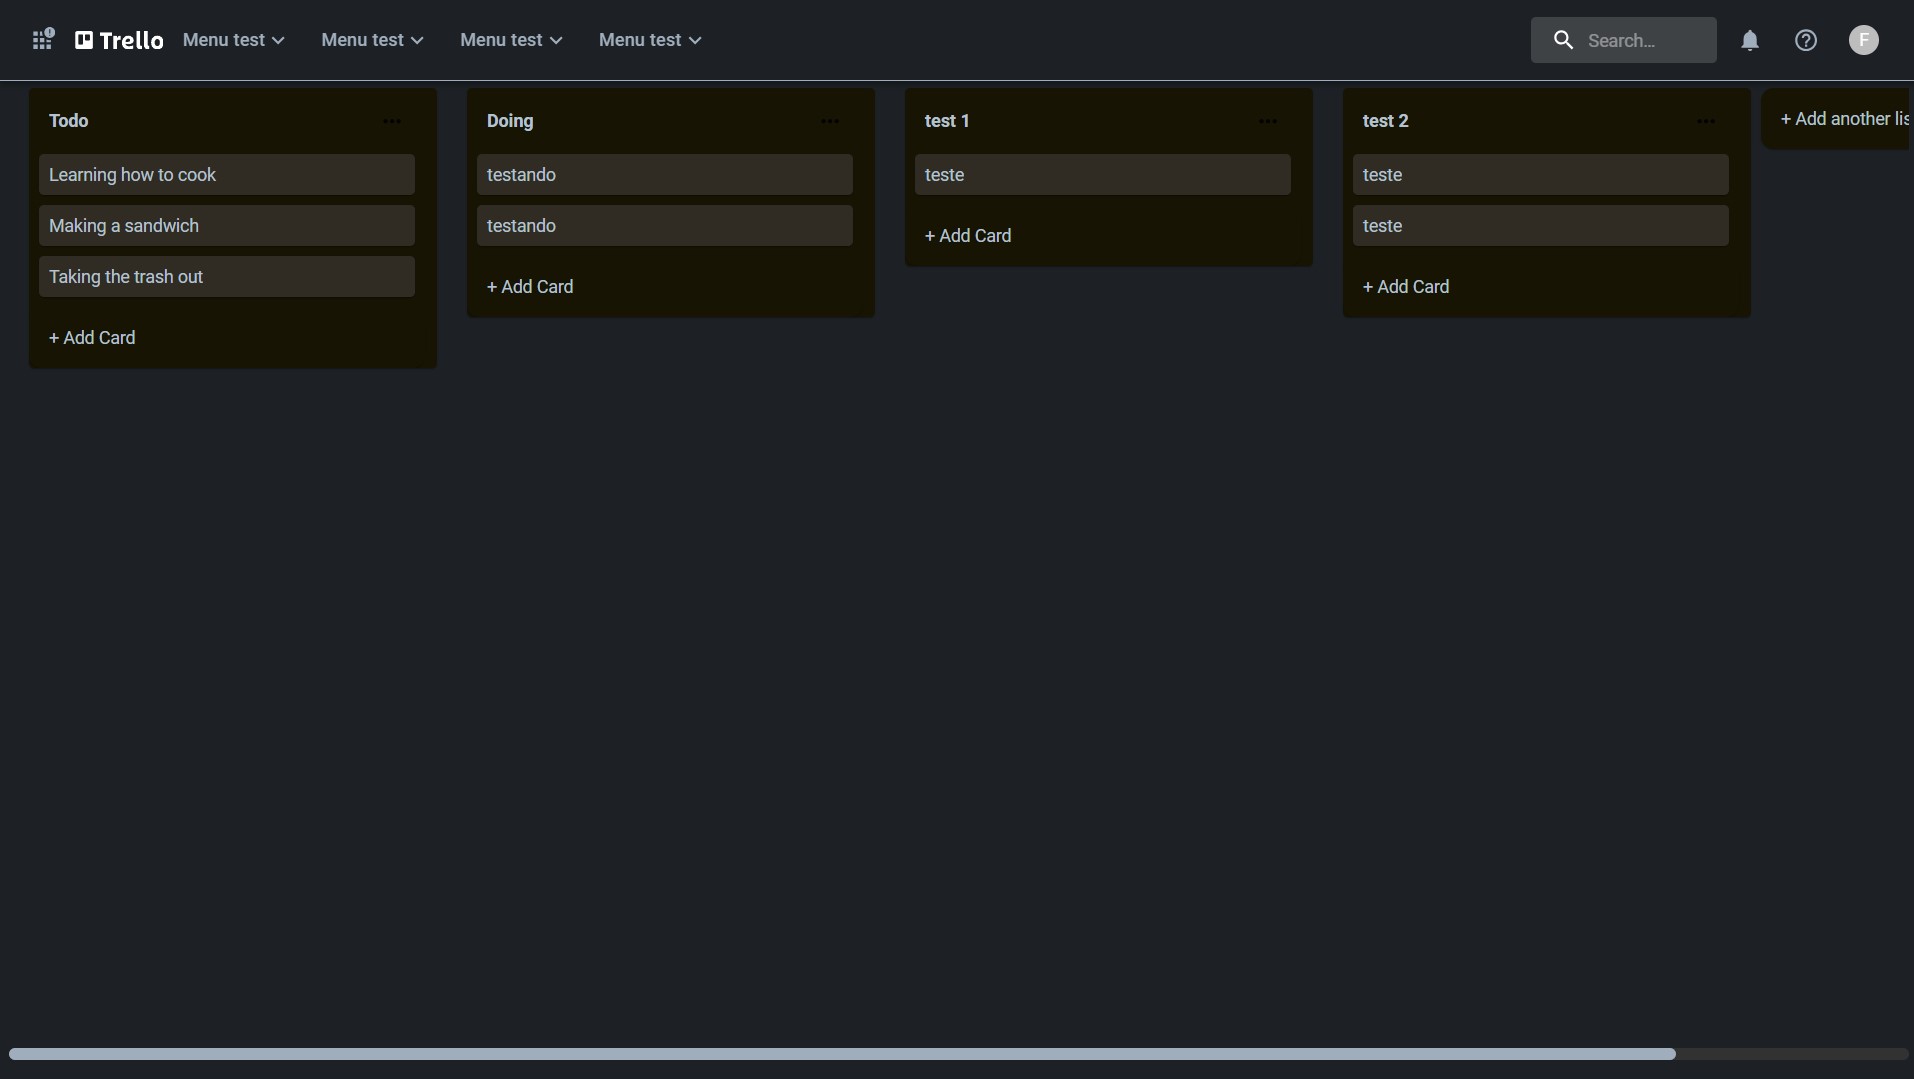 Trello
Menu test
Menu test
Menu test
Menu test
Search...
F
Todo
Learning how to cook
Making a sandwich
Taking the trash out
+ Add Card
Doing
testando
testando
+ Add Card
test 1
teste
+ Add Card
test 2
teste
teste
+ Add Card
+ Add another lis